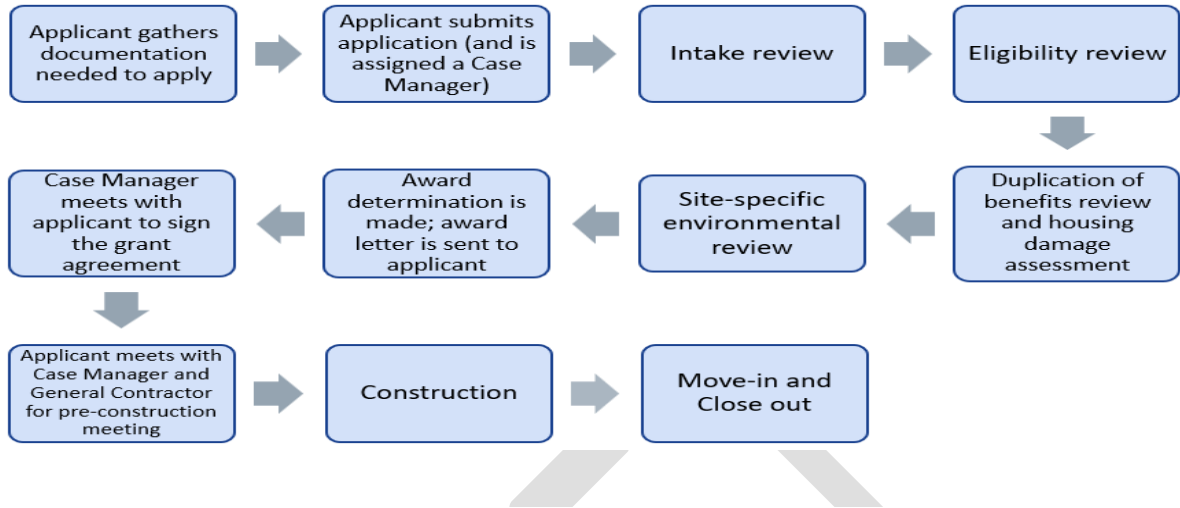 Applicant gathers
documentation
needed to apply
Applicant submits
application (and is
assigned a Case
Manager)
Intake review
Eligibility review
Duplication of
benefits review
and housing
damage
assessment
Site-specific
environmental
review
Award
determination is
made; award
letter is sent to
applicant
Case Manager
meets with
applicant to sign
the grant
agreement
Applicant meets with
Case Manager and
General Contractor
for pre-construction
meeting
Construction
Move-in and
Close out